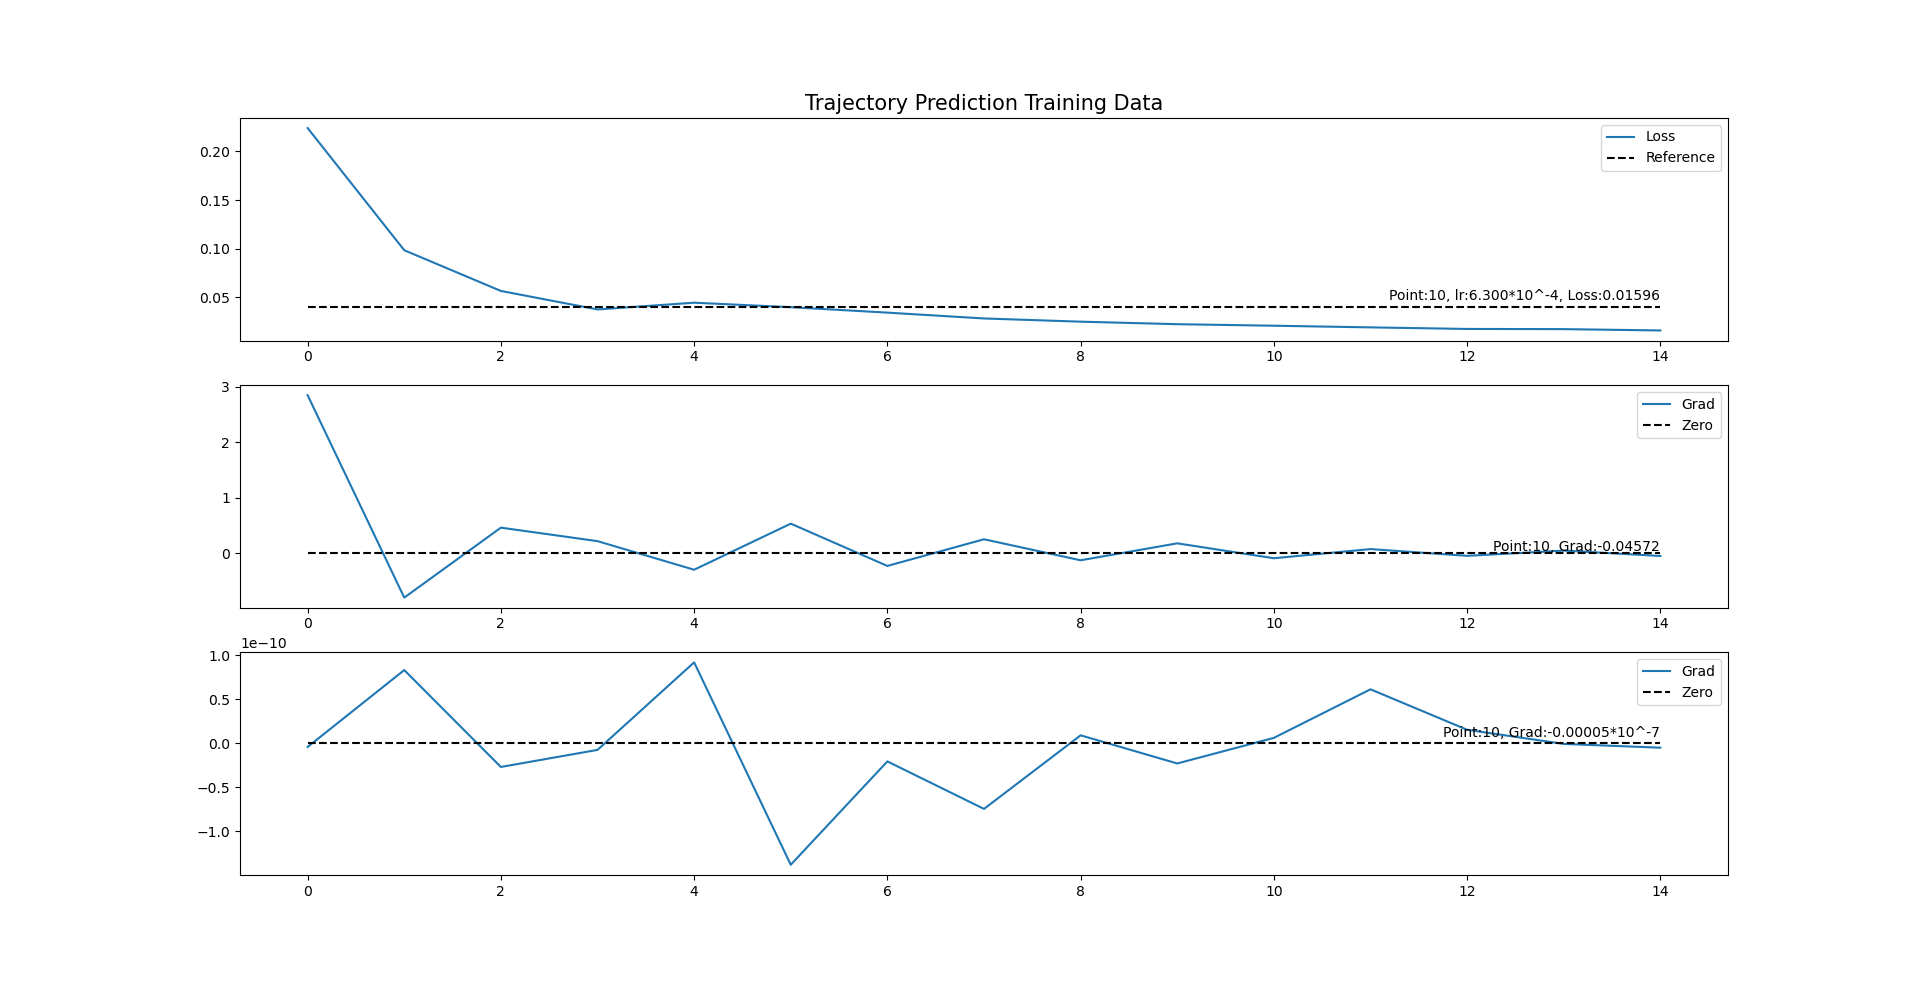 Trajectory Prediction Training Data
Loss
Reference
0.20
0.15
0.10
0.05
Point:10, lr:6.300*10^-4, Loss:0.01596
0 2 4 6 8 10 12 14
Grad
Zero
3
2
1
0
Point:10, Grad:-0.04572
0 2 4 6 8 10 12 14
1e−10
Grad
Zero
1.0
0.5
0.0
−0.5
−1.0
Point:10, Grad:-0.00005*10^-7
0 2 4 6 8 10 12 14